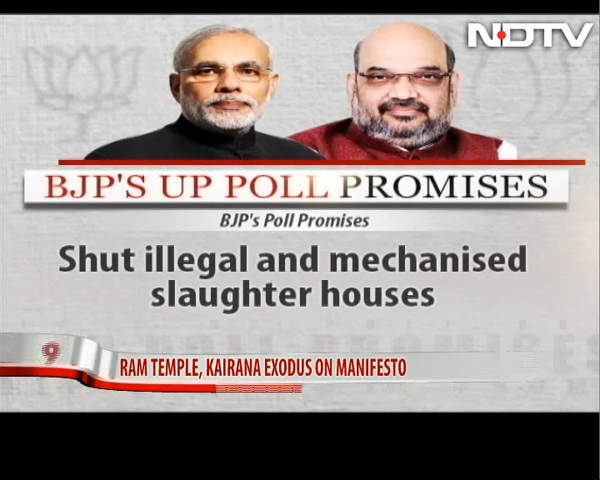 NDTV
BJP'S UP POLL PROMISES
BJP's Poll Promises
Shut illegal and mechanised
slaughter houses
9
RAM TEMPLE, KAIRANA EXODUS ON MANIFESTO